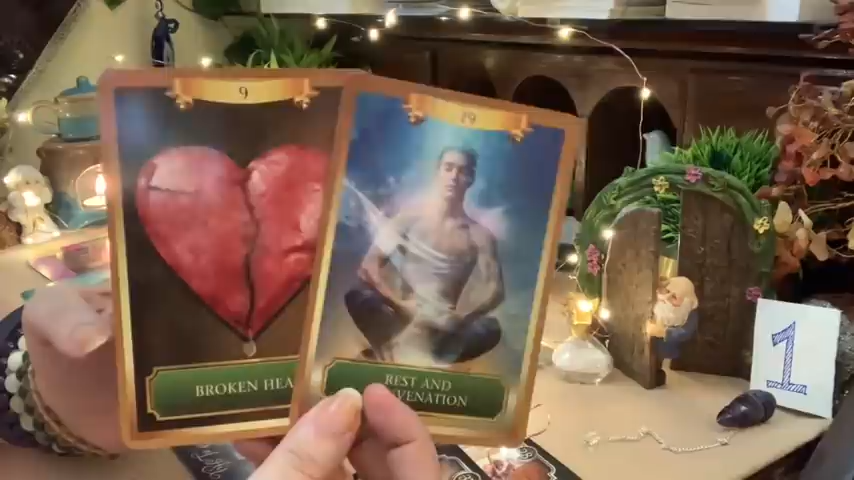 9
BROKEN HEA
19
REST AND
VENATION
1